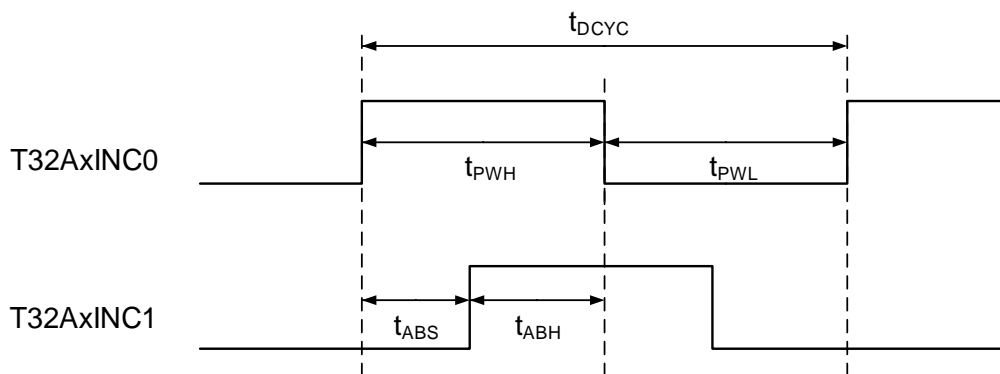 tDCYC
T32AxINC0
tPWH
tPWL
T32AxINC1
tABS
tABH